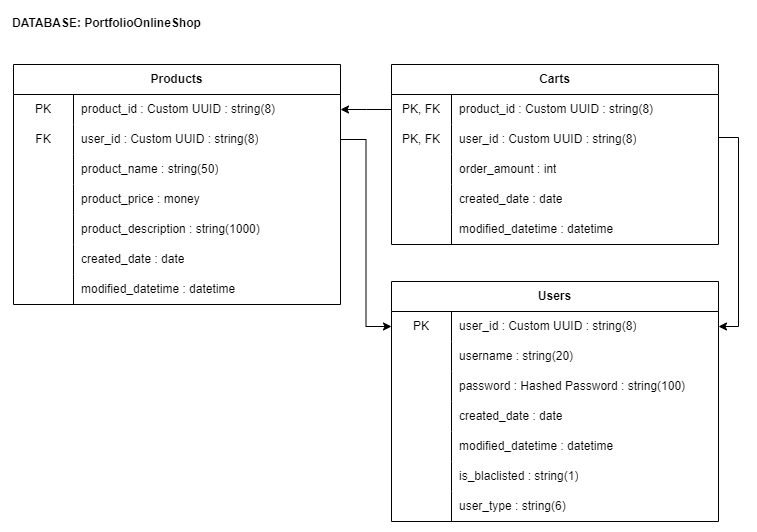 DATABASE: PortfolioOnlineShop
Products
PK product_id : Custom UUID : string(8)
FK user_id : Custom UUID : string(8)
product_name : string(50)
product_price : money
product_description : string(1000)
created_date : date
modified_datetime : datetime
Carts
PK, FK product_id : Custom UUID : string(8)
PK, FK user_id : Custom UUID : string(8)
order_amount : int
created_date : date
modified_datetime : datetime
Users
PK user_id : Custom UUID : string(8)
username : string(20)
password : Hashed Password : string(100)
created_date : date
modified_datetime : datetime
is_blaclisted : string(1)
user_type : string(6)